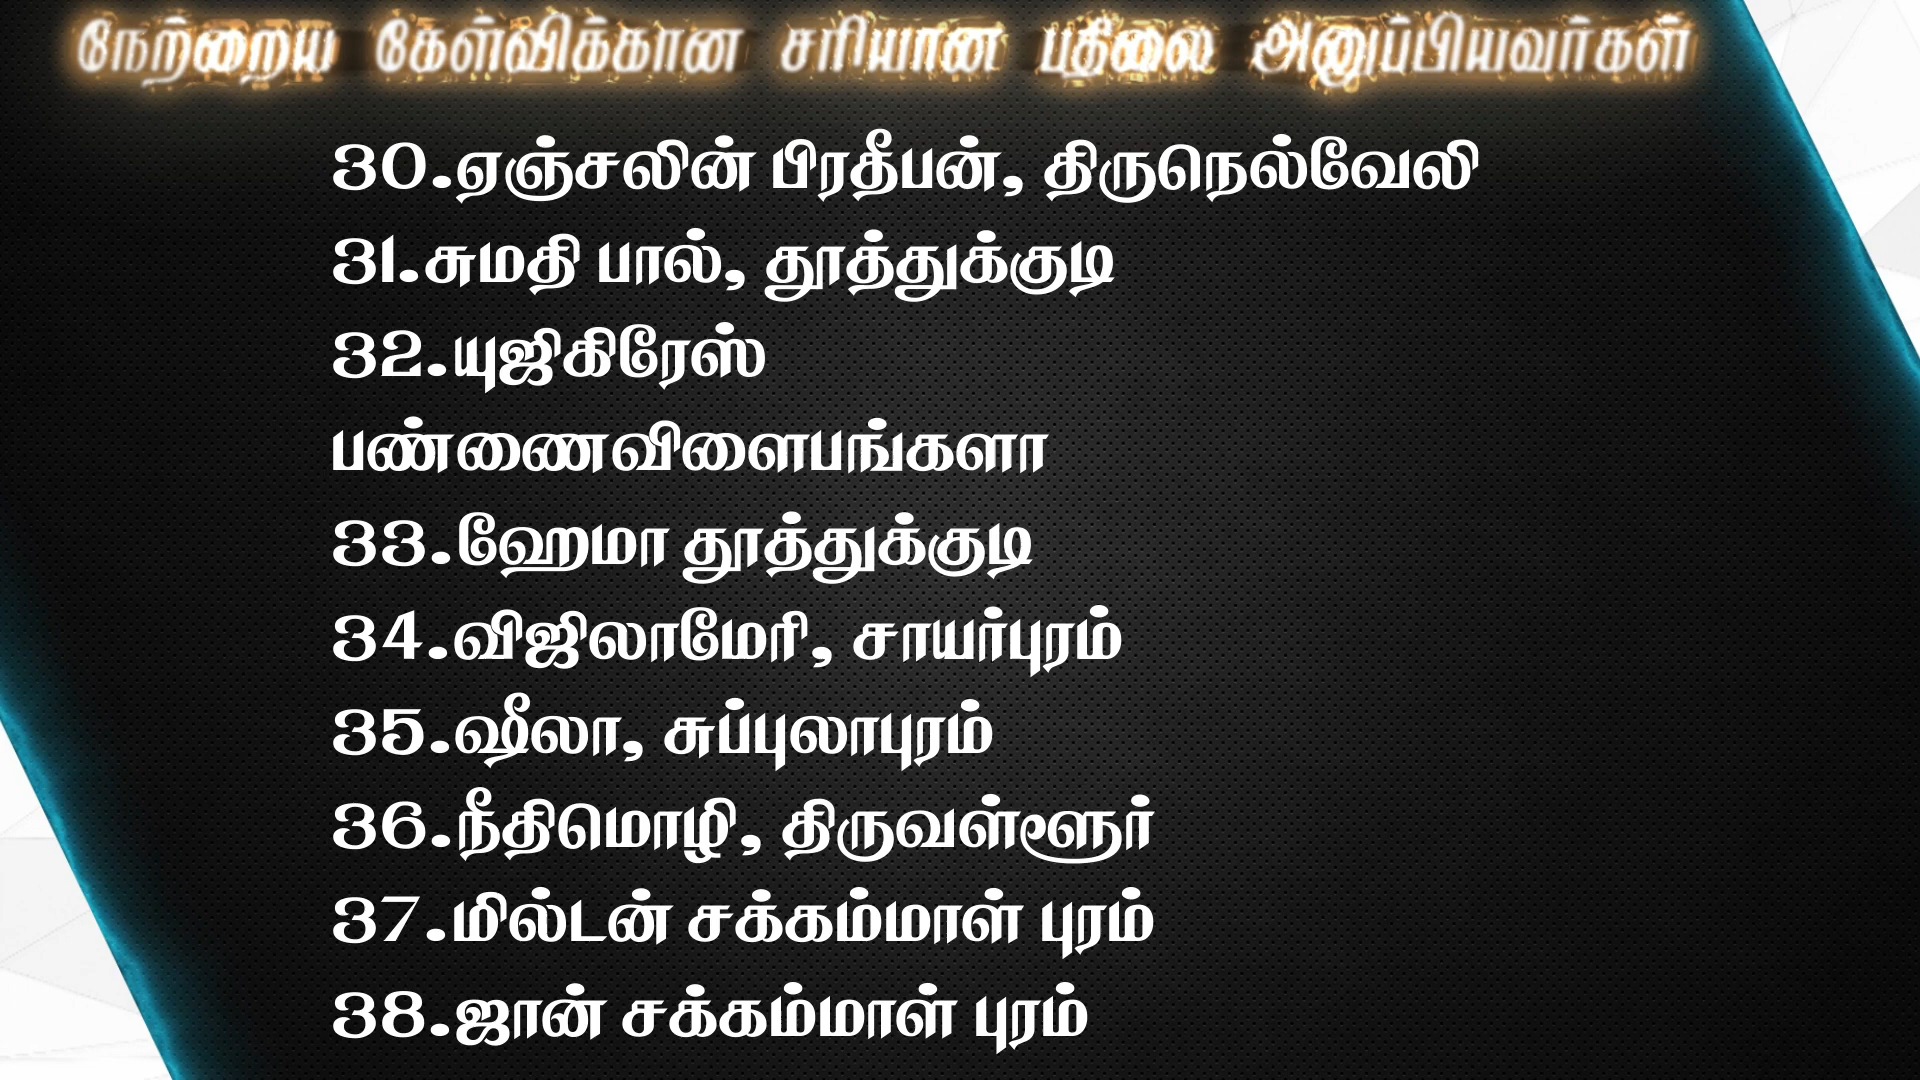 நேற்றைய கேள்விக்கான சரியான பதிலை அனுப்பியவர்கள்
30.ஏஞ்சலின் பிரதீபன், திருநெல்வேலி
31.சுமதி பால், தூத்துக்குடி
32.யுஜிகிரேஸ்
பண்ணைவிளைபங்களா
33.ஹேமா தூத்துக்குடி
34.விஜிலாமேரி, சாயர்புரம்
35.ஷீலா, சுப்புலாபுரம்
36.நீதிமொழி, திருவள்ளூர்
37.மில்டன் சக்கம்மாள் புரம்
38.ஜான் சக்கம்மாள் புரம்